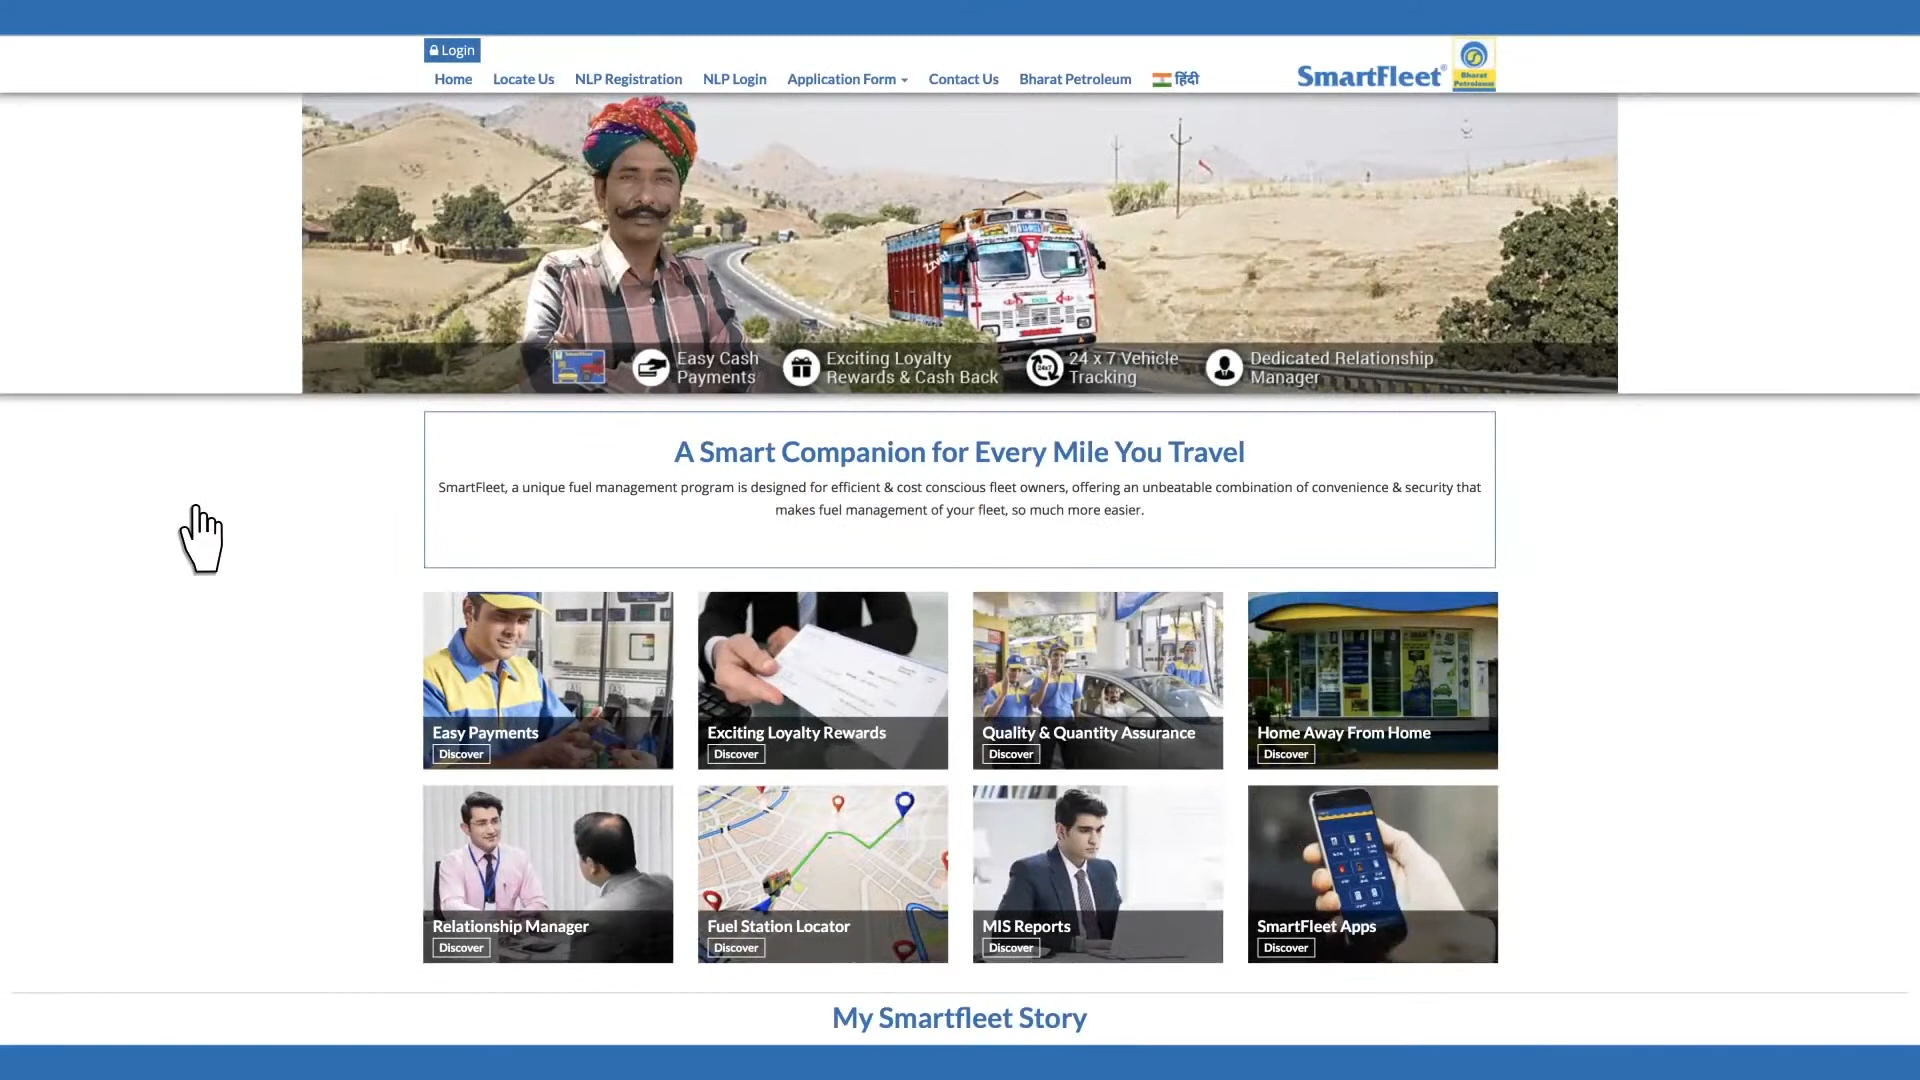 Login
Home Locate Us NLP Registration NLP Login Application Form Contact Us Bharat Petroleum हिंदी
SmartFleet®
Bharat
Petroleum
Easy Cash
Payments
Exciting Loyalty
Rewards & Cash Back
24x7
24 x 7 Vehicle
Tracking
Dedicated Relationship
Manager
A Smart Companion for Every Mile You Travel
SmartFleet, a unique fuel management program is designed for efficient & cost conscious fleet owners, offering an unbeatable combination of convenience & security that
makes fuel management of your fleet, so much more easier.
Easy Payments
Discover
Exciting Loyalty Rewards
Discover
Quality & Quantity Assurance
Discover
Home Away From Home
Discover
Relationship Manager
Discover
Fuel Station Locator
Discover
MIS Reports
Discover
SmartFleet Apps
Discover
My Smartfleet Story